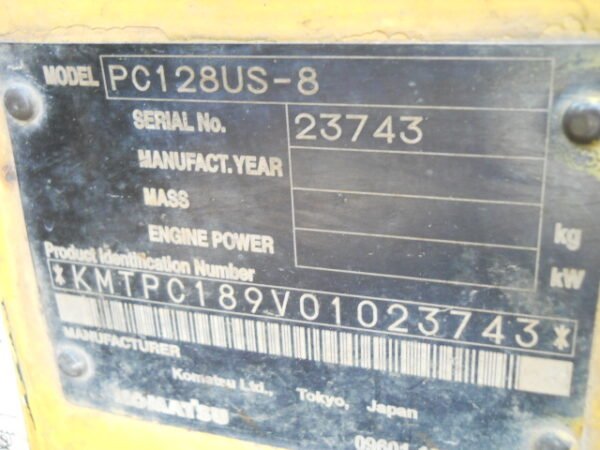 MODEL PC128US-8
SERIAL No. 23743
MANUFACT. YEAR
MASS kg
ENGINE POWER kW
Product Identification Number
*KMTPC189V01023743*
MANUFACTURER
Komatsu Ltd., Tokyo, Japan
KOMATSU